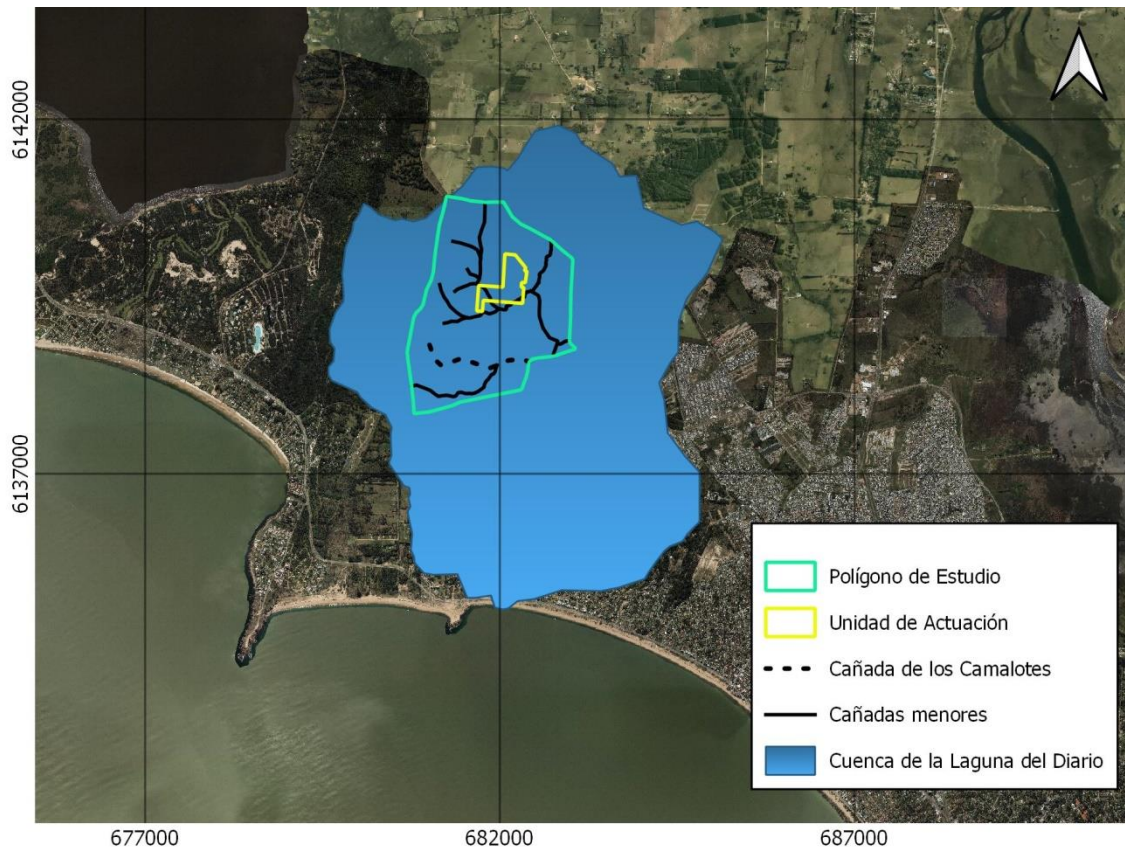 6142000
6137000
Polígono de Estudio
Unidad de Actuación
Cañada de los Camalotes
Cañadas menores
Cuenca de la Laguna del Diario
677000
682000
687000